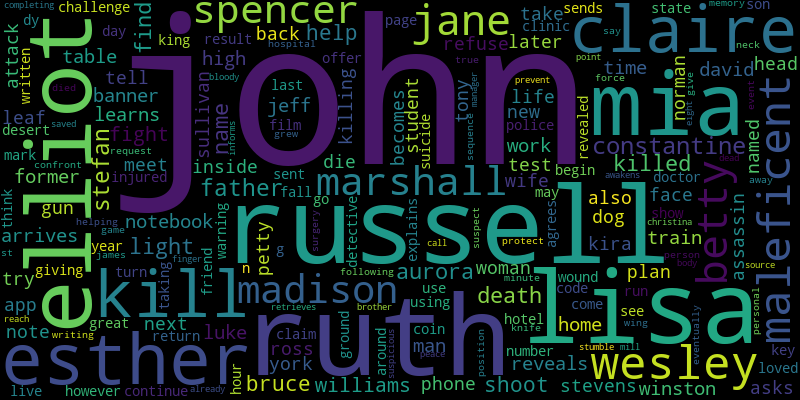 completing
challenge
dy
day
find
spencer
jane
page
sends
state
memory
son
claire
attack
king
result
hospital
back
help
take
clinic
written
table
high
offer
refuse
later
time
david
head
elliot
john
bloody
tell
banner
last
jeff
tony
true
life
new
police
say
neck
point
force
prevent
eight
give
norman
mia
leaf
learns
died
saved
sullivan
name
film
grew
killing
becomes
student
suicide
sequence
manager
work
revealed
constantine
named
event
maleficent
desert
mark
confront
fight
request
stefan
meet
injured
informs
inside
die
test
begin
killed
doctor
dead
betty
former
gun
father
sent
fall
marshall
wife
may
also
dog
face
awakens
away
think
notebook
go
russell
agrees
kira
show
christina
assassin
arrives
helping
light
warning
petty
detective
explains
suspect
train
person
body
st
year
game
james
friend
g
n
call
protect
woman
wound
plan
try
giving
turn
taking
finger
following
aurora
minute
source
app
kill
madison
use
using
death
code
come
run
personal
reach
note
writing
great
next
retrieves
brother
coin
man
hotel
knife
home
see
wing
lisa
return
luke
claim
ross
ground
around
suspicious
peace
position
number
reveals
stumble
mill
eventually
key
esther
hour
york
ruth
wesley
loved
live
however
continue
already
bruce
williams
phone
shoot
stevens
winston
asks